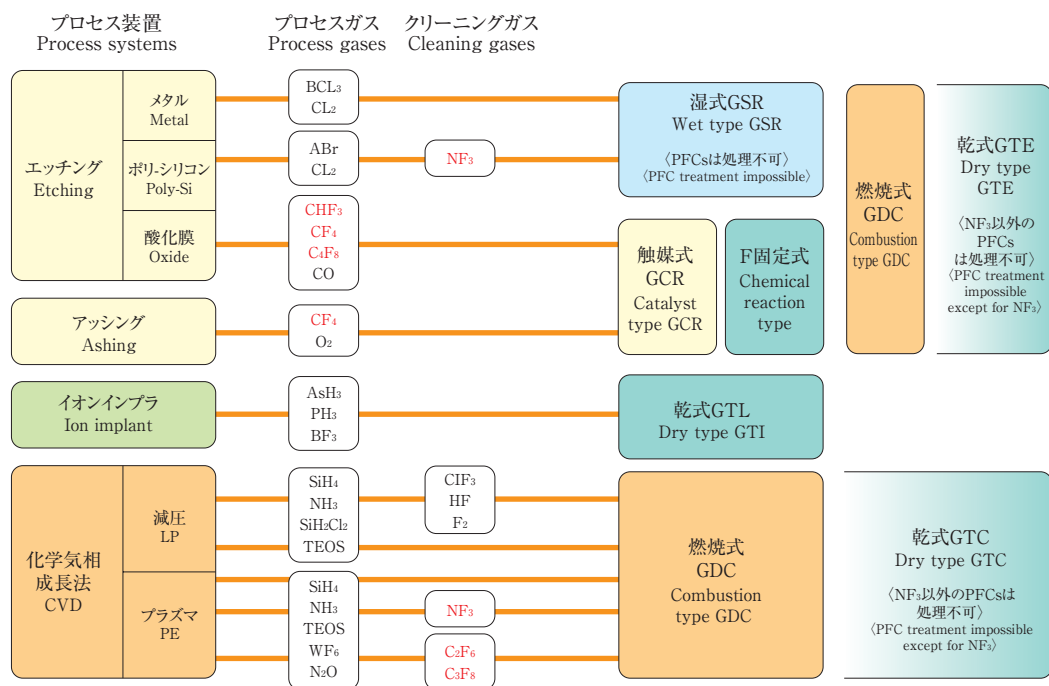 プロセス装置
Process systems
プロセスガス
Process gases
クリーニングガス
Cleaning gases
エッチング
Etching
メタル
Metal
BCL₃
CL₂
ポリ-シリコン
Poly-Si
ABr
CL₂
NF₃
酸化膜
Oxide
CHF₃
CF₄
C₄F₈
CO
湿式GSR
Wet type GSR
〈PFCsは処理不可〉
〈PFC treatment impossible〉
触媒式
GCR
Catalyst
type GCR
F固定式
Chemical
reaction
type
燃焼式
GDC
Combustion
type GDC
乾式GTE
Dry type
GTE
〈NF₃以外の
PFCs
は処理不可〉
〈PFC treatment
impossible
except for NF₃〉
アッシング
Ashing
CF₄
O₂
イオンインプラ
Ion implant
AsH₃
PH₃
BF₃
乾式GTL
Dry type GTI
化学気相
成長法
CVD
減圧
LP
SiH₄
NH₃
SiH₂Cl₂
TEOS
CIF₃
HF
F₂
プラズマ
PE
SiH₄
NH₃
TEOS
WF₆
N₂O
NF₃
C₂F₆
C₃F₈
燃焼式
GDC
Combustion
type GDC
乾式GTC
Dry type GTC
〈NF₃以外のPFCsは
処理不可〉
〈PFC treatment impossible
except for NF₃〉